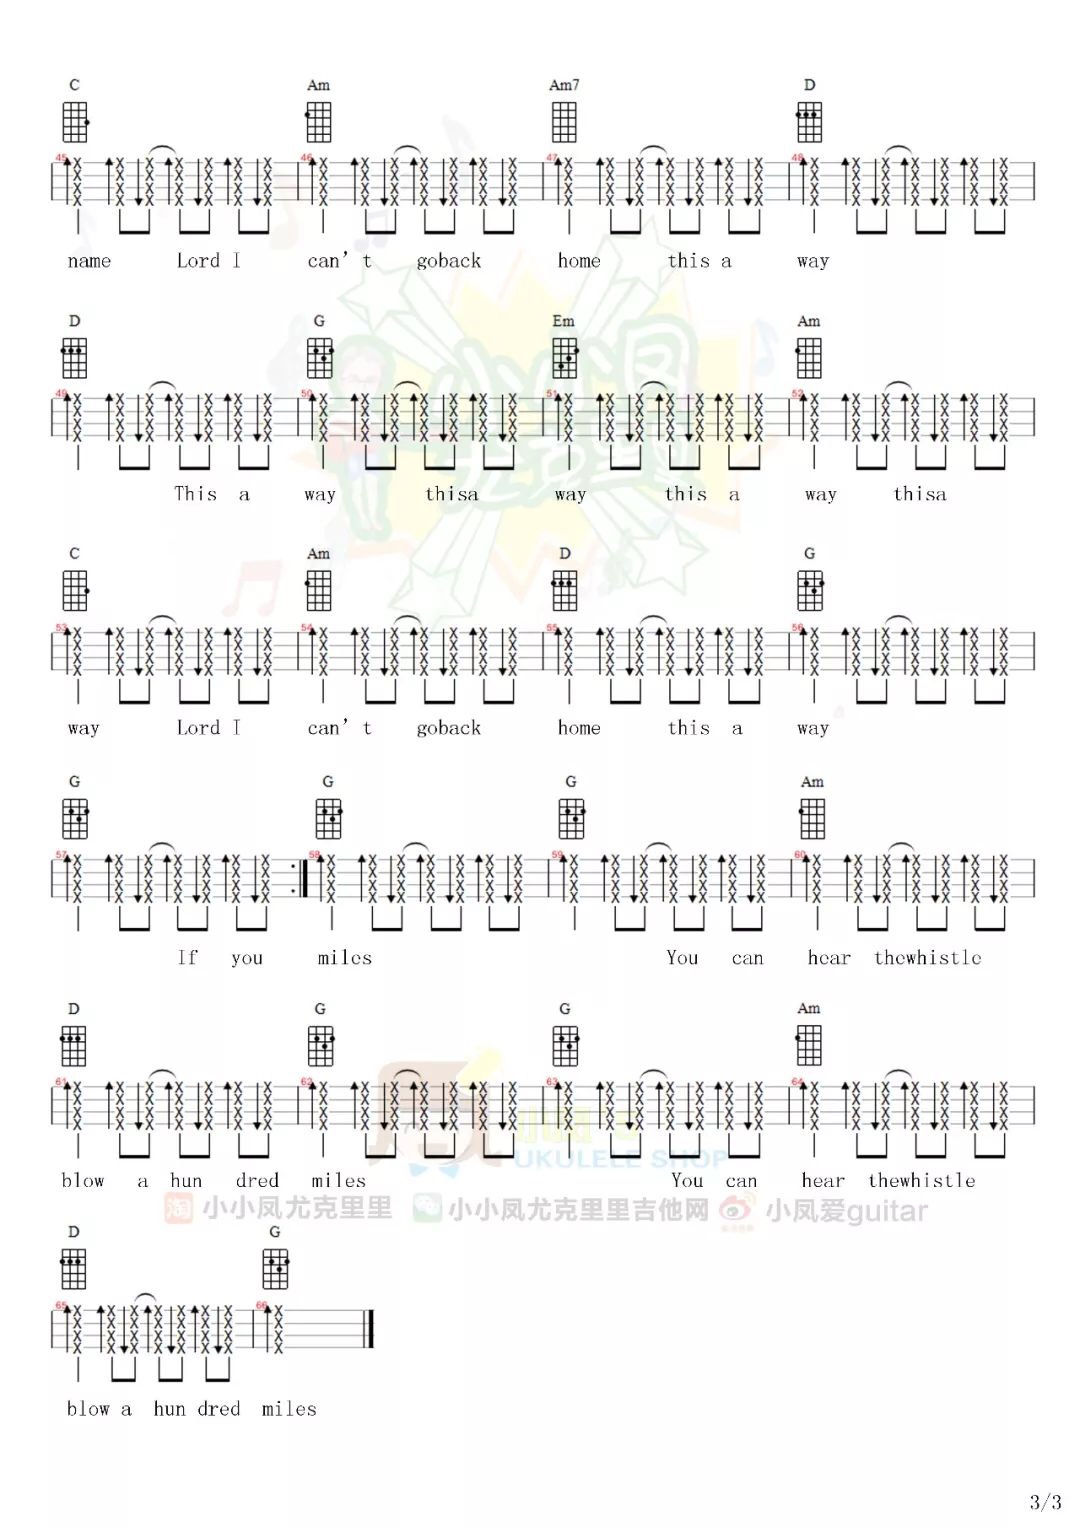 C Am Am7 D
45 46 47 48
name Lord I can't goback home this a way
D G Em Am
49 50 51 52
This a way thisa way this a way thisa
C Am D G
53 54 55 56
way Lord I can't goback home this a way
G G G Am
57 58 59 60
If you miles You can hear thewhistle
D G G Am
61 62 63 64
blow a hun dred miles You can hear thewhistle
UKULELE SHOP
淘 小小凤尤克里里 小小凤尤克里里吉他网 小凤爱guitar
D G
65 66
blow a hun dred miles
3/3